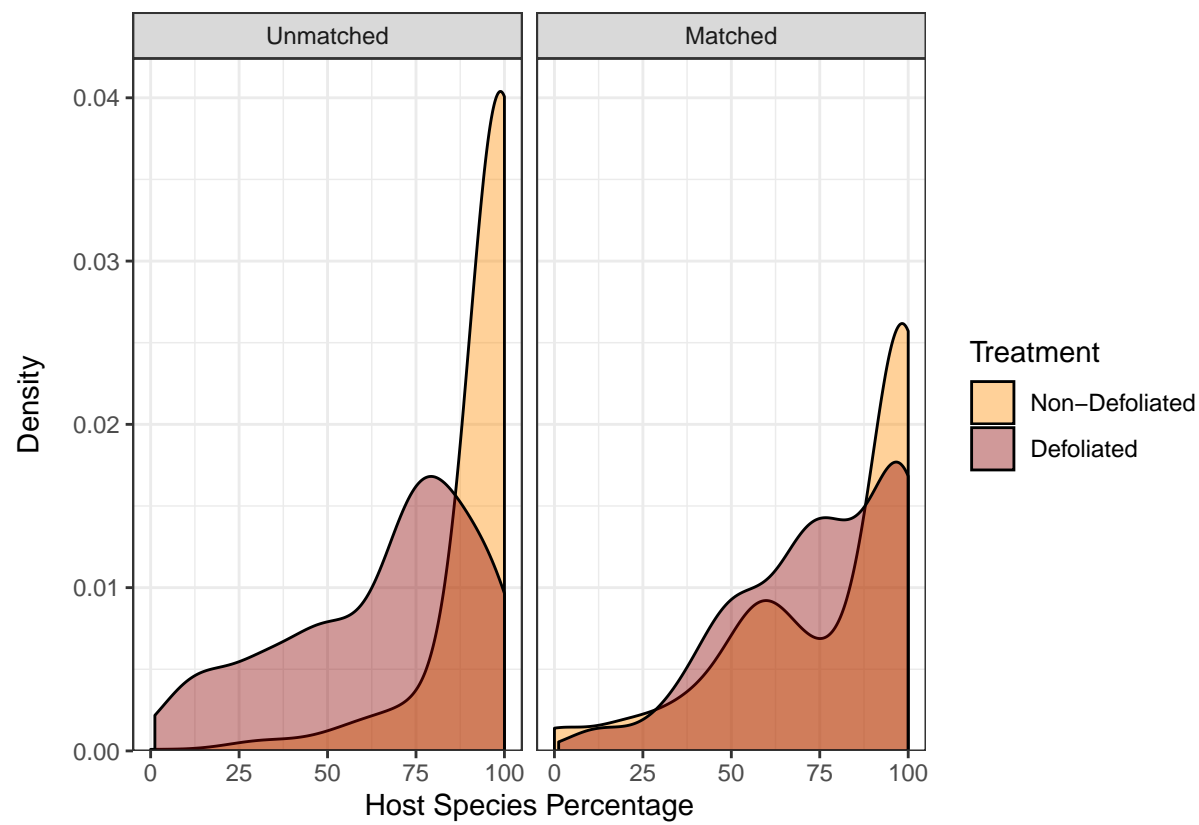 Unmatched
Matched
0.04
0.03
0.02
0.01
0.00
Density
0 25 50 75 100
0 25 50 75 100
Host Species Percentage
Treatment
Non−Defoliated
Defoliated